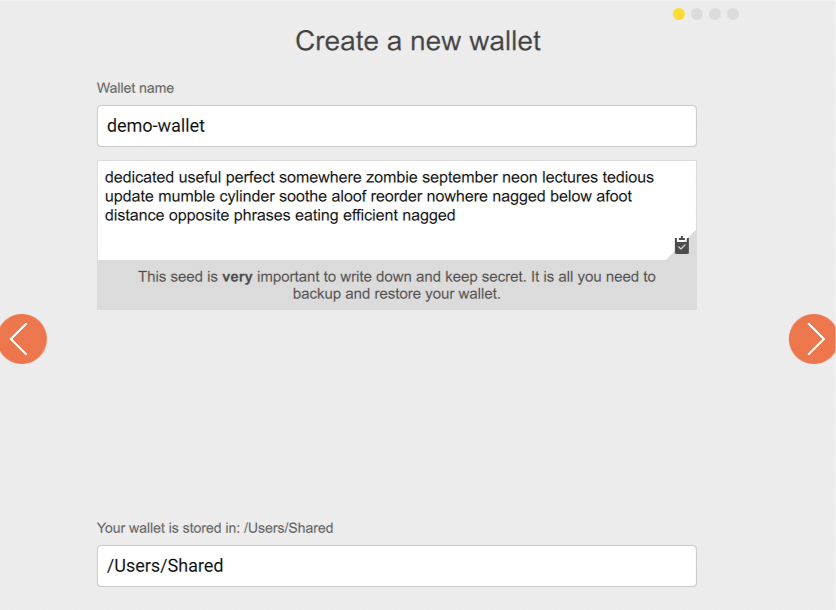 Create a new wallet
Wallet name
demo-wallet
dedicated useful perfect somewhere zombie september neon lectures tedious
update mumble cylinder soothe aloof reorder nowhere nagged below afoot
distance opposite phrases eating efficient nagged
This seed is very important to write down and keep secret. It is all you need to
backup and restore your wallet.
Your wallet is stored in: /Users/Shared
/Users/Shared